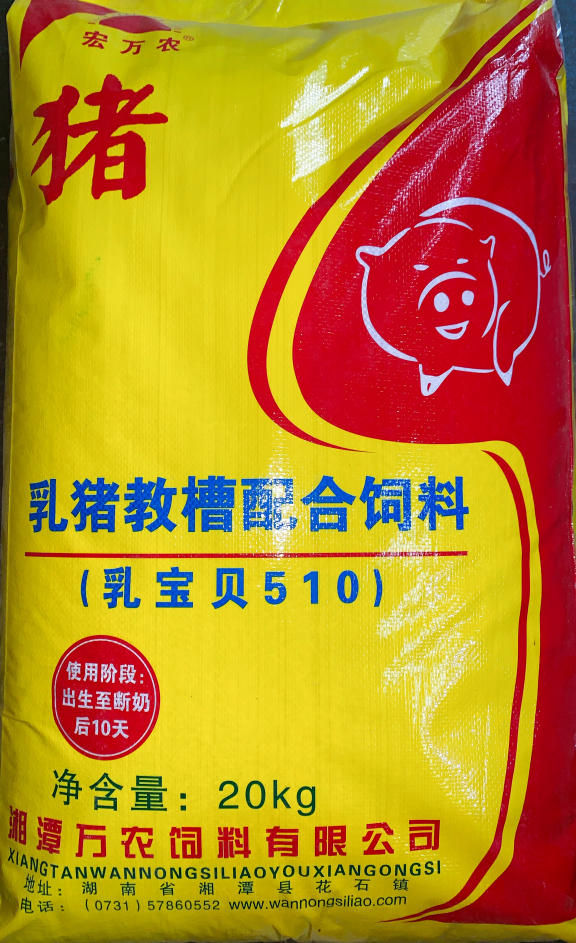 宏万农®
猪
乳猪教槽配合饲料
(乳宝贝510)
使用阶段:
出生至断奶
后10天
净含量: 20kg
湘潭万农饲料有限公司
XIANGTANWANNONGSILIAOYOUXIANGONGSI
地址: 湖南省湘潭县花石镇
电话: (0731) 57860552 www.wannongsiliao.com